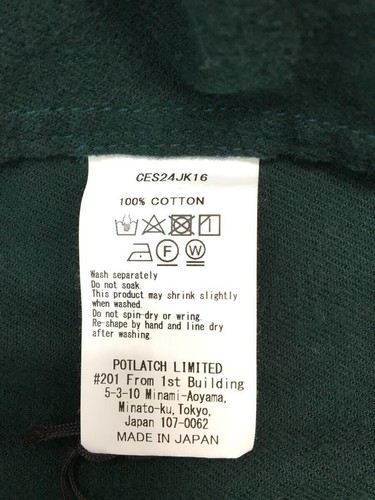 CES24JK16
100% COTTON
F W
Wash separately
Do not soak.
This product may shrink slightly
when washed.
Do not spin-dry or wring.
Re-shape by hand and line dry
after washing.
POTLATCH LIMITED
#201 From 1st Building
5-3-10 Minami-Aoyama,
Minato-ku, Tokyo,
Japan 107-0062
MADE IN JAPAN